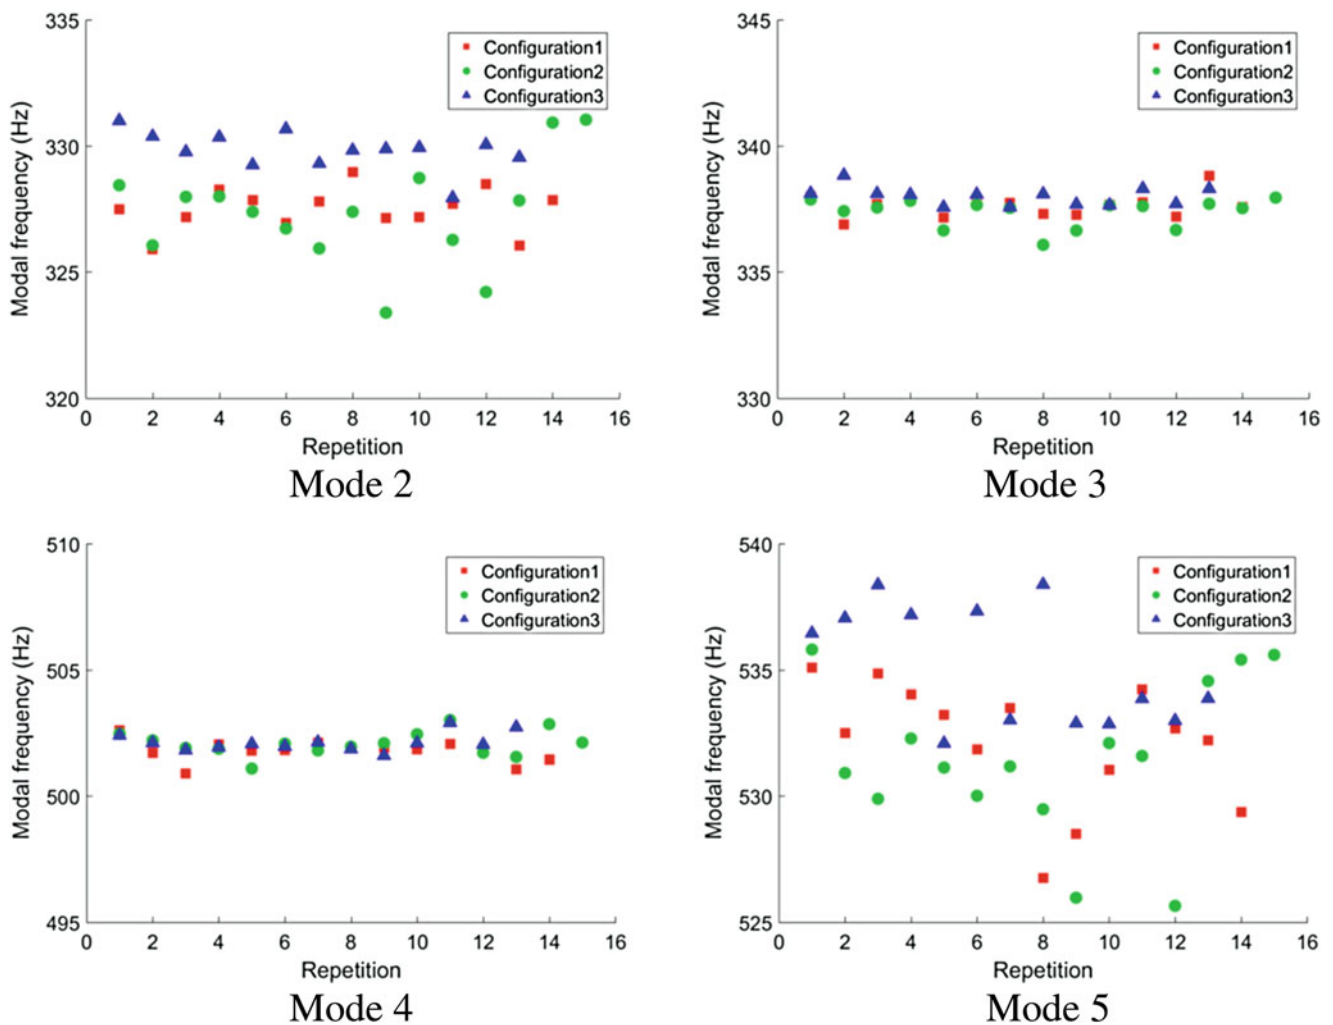 335
330
325
320
Modal frequency (Hz)
Configuration1
Configuration2
Configuration3
0 2 4 6 8 10 12 14 16
Repetition
Mode 2
345
340
335
330
Modal frequency (Hz)
Configuration1
Configuration2
Configuration3
0 2 4 6 8 10 12 14 16
Repetition
Mode 3
510
505
500
495
Modal frequency (Hz)
Configuration1
Configuration2
Configuration3
0 2 4 6 8 10 12 14 16
Repetition
Mode 4
540
535
530
525
Modal frequency (Hz)
Configuration1
Configuration2
Configuration3
0 2 4 6 8 10 12 14 16
Repetition
Mode 5